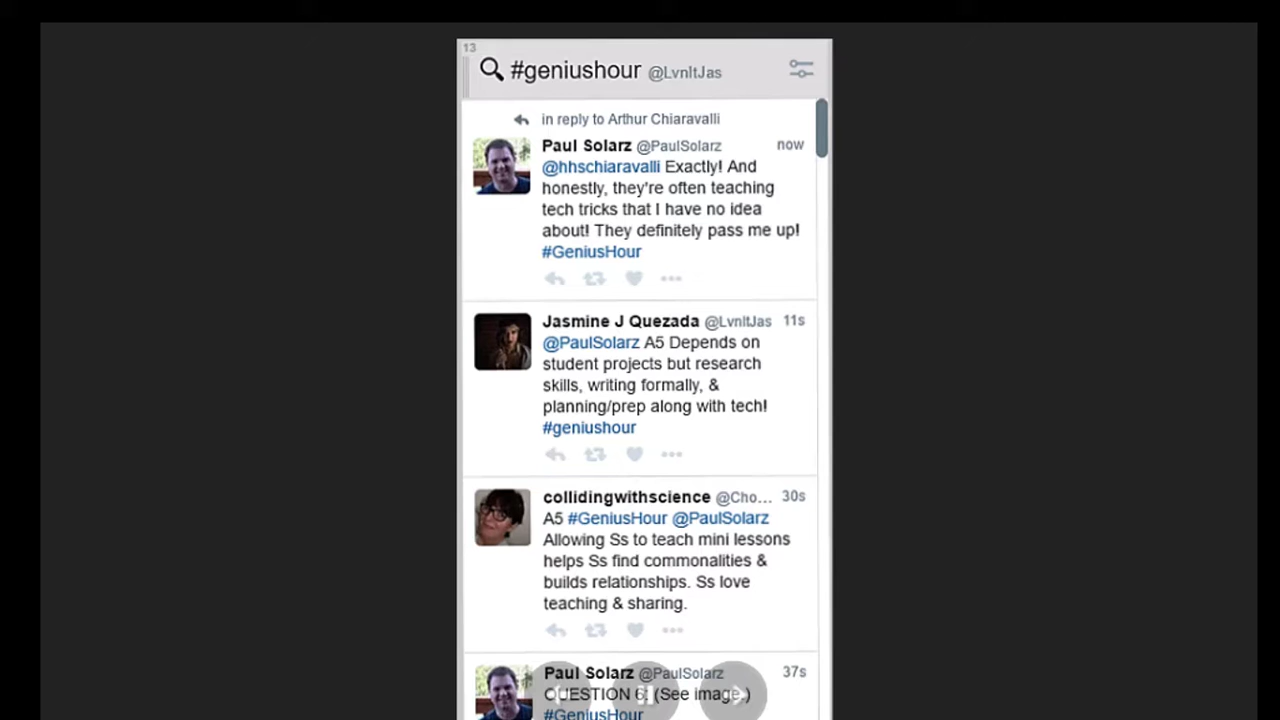 13
#geniushour @LvnItJas
in reply to Arthur Chiaravalli
Paul Solarz @PaulSolarz now
@hhschiaravalli Exactly! And
honestly, they're often teaching
tech tricks that I have no idea
about! They definitely pass me up!
#GeniusHour
Jasmine J Quezada @LvnItJas 11s
@PaulSolarz A5 Depends on
student projects but research
skills, writing formally, &
planning/prep along with tech!
#geniushour
collidingwithscience @Cho... 30s
A5 #GeniusHour @PaulSolarz
Allowing Ss to teach mini lessons
helps Ss find commonalities &
builds relationships. Ss love
teaching & sharing.
Paul Solarz @PaulSolarz 37s
QUESTION 6: (See image.)
#GeniusHour